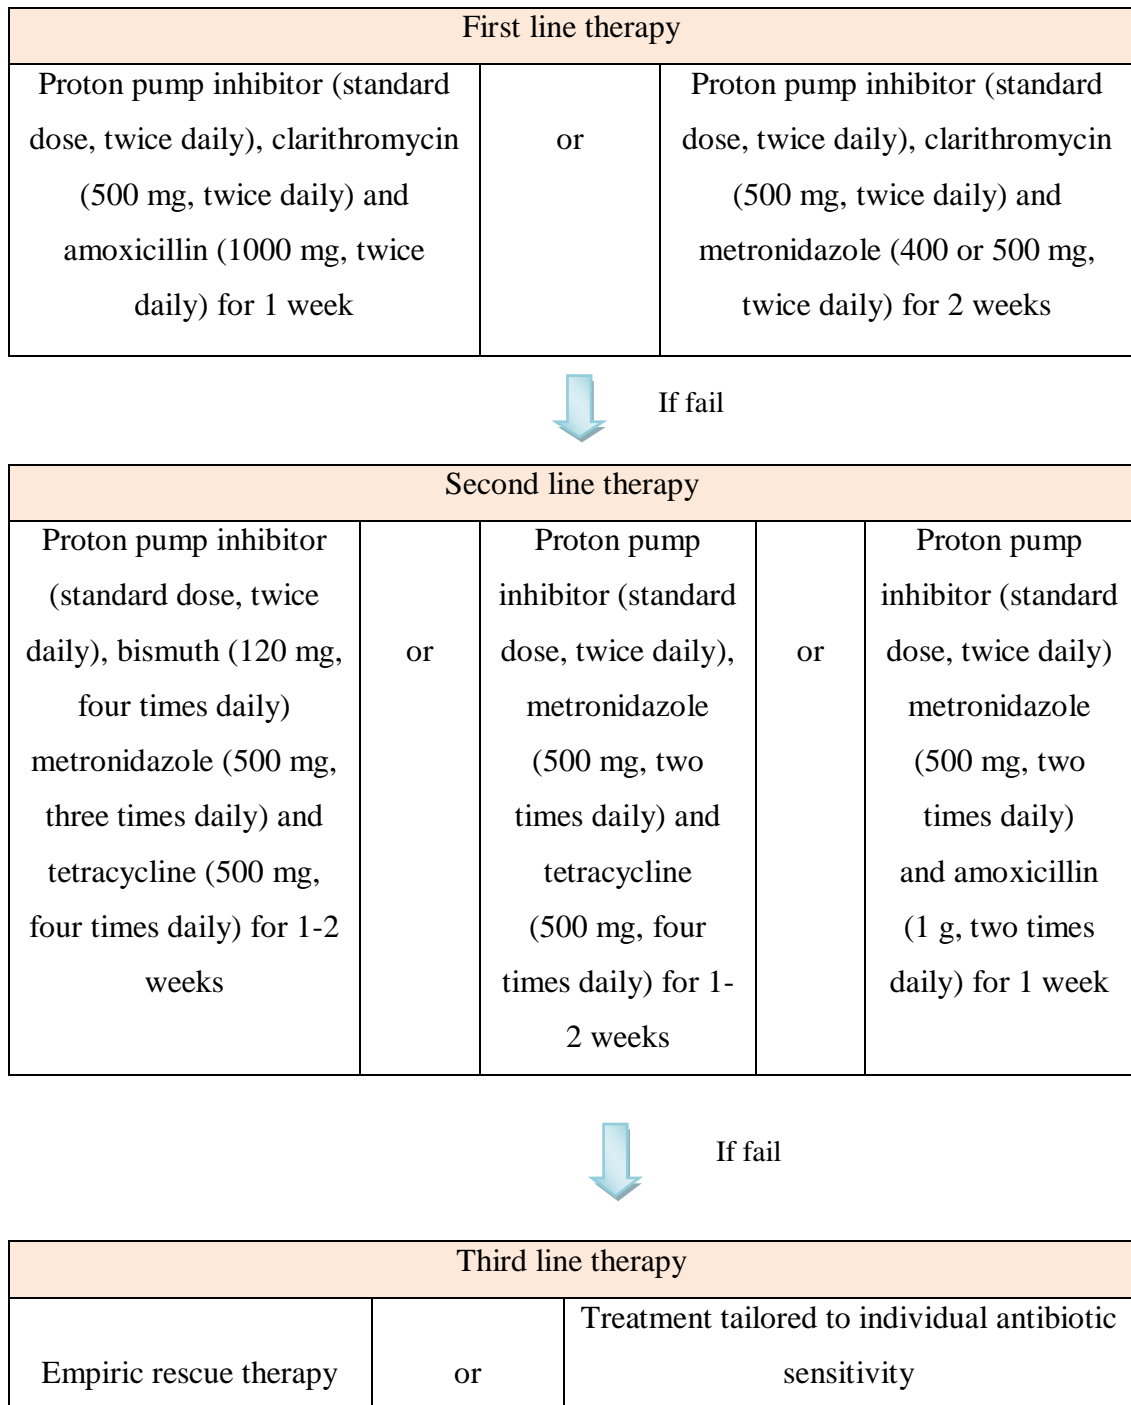 First line therapy
Proton pump inhibitor (standard
dose, twice daily), clarithromycin
(500 mg, twice daily) and
amoxicillin (1000 mg, twice
daily) for 1 week
or
Proton pump inhibitor (standard
dose, twice daily), clarithromycin
(500 mg, twice daily) and
metronidazole (400 or 500 mg,
twice daily) for 2 weeks
If fail
Second line therapy
Proton pump inhibitor
(standard dose, twice
daily), bismuth (120 mg,
four times daily)
metronidazole (500 mg,
three times daily) and
tetracycline (500 mg,
four times daily) for 1-2
weeks
or
Proton pump
inhibitor (standard
dose, twice daily),
metronidazole
(500 mg, two
times daily) and
tetracycline
(500 mg, four
times daily) for 1-
2 weeks
or
Proton pump
inhibitor (standard
dose, twice daily)
metronidazole
(500 mg, two
times daily)
and amoxicillin
(1 g, two times
daily) for 1 week
If fail
Third line therapy
Empiric rescue therapy
or
Treatment tailored to individual antibiotic
sensitivity